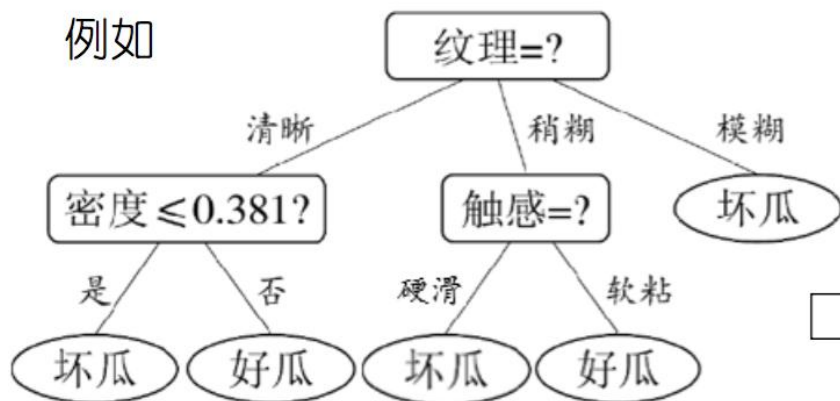 例如
纹理=?
清晰 稍糊 模糊
密度≤0.381? 触感=? 坏瓜
是 否 硬滑 软粘
坏瓜 好瓜 坏瓜 好瓜